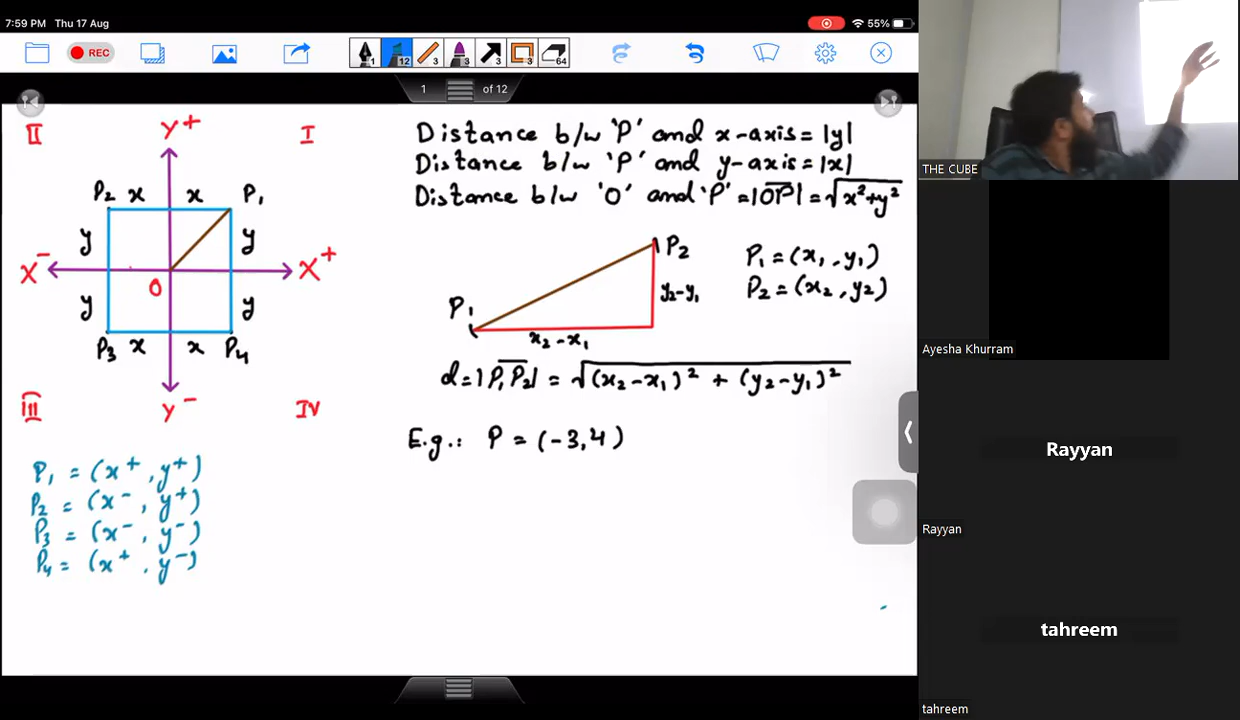 7:59 PM Thu 17 Aug
55%
REC
1 12 3 3 3 3 64
1 of 12
II Y+ I
P2 x x P1
y y
X- X+
O
y y
P3 x x P4
III Y- IV
P1 = (x+, y+)
P2 = (x-, y+)
P3 = (x-, y-)
P4 = (x+, y-)
Distance b/w 'P' and x-axis = |y|
Distance b/w 'P' and y-axis = |x|
Distance b/w 'O' and 'P' = |O̅P̅| = √x²+y²
P2
P1 = (x1, y1)
y2-y1
P2 = (x2, y2)
P1
x2-x1
d = |P̅1P̅2| = √(x2-x1)² + (y2-y1)²
E.g.: P = (-3,4)
THE CUBE
Ayesha Khurram
Rayyan
Rayyan
tahreem
tahreem